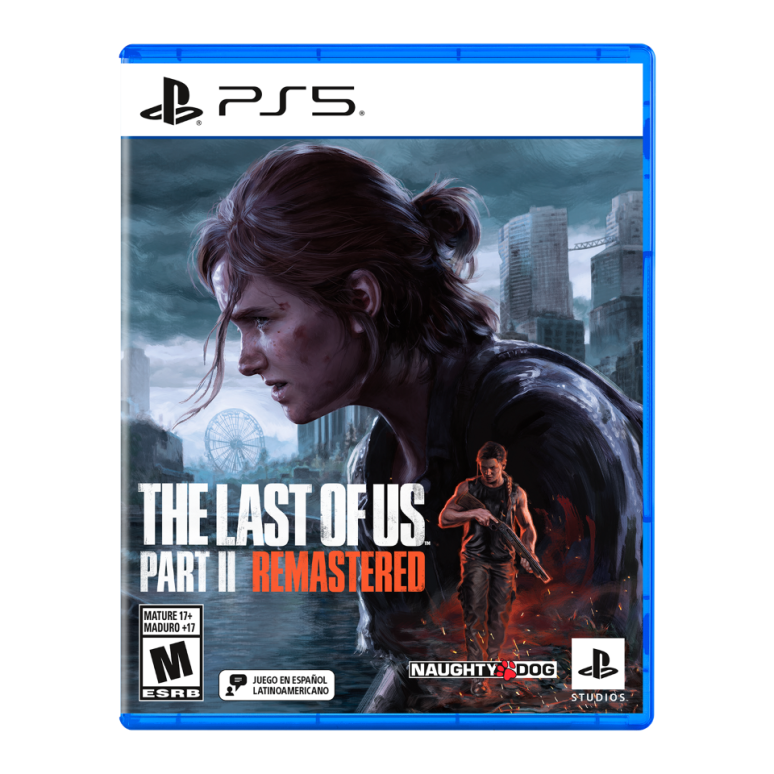 PS5®
THE LAST OF US™
PART II REMASTERED
MATURE 17+
MADURO +17
M
ESRB
JUEGO EN ESPAÑOL
LATINOAMERICANO
NAUGHTY DOG
STUDIOS